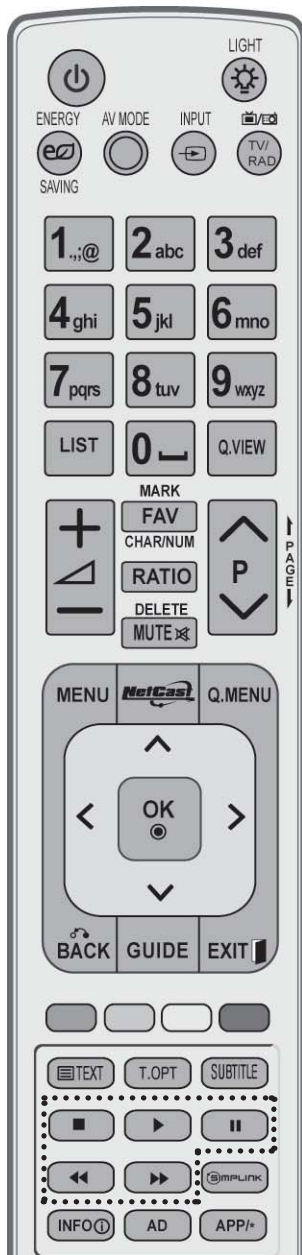 LIGHT
ENERGY AV MODE INPUT
e TV/
RAD
SAVING
1.,;@ 2abc 3def
4ghi 5jkl 6mno
7pqrs 8tuv 9wxyz
LIST 0 Q.VIEW
MARK
FAV
CHAR/NUM
RATIO P PAGE
DELETE
MUTE
MENU NetCast Q.MENU
OK
BACK GUIDE EXIT
TEXT T.OPT SUBTITLE
SIMPLINK
INFO i AD APP/*